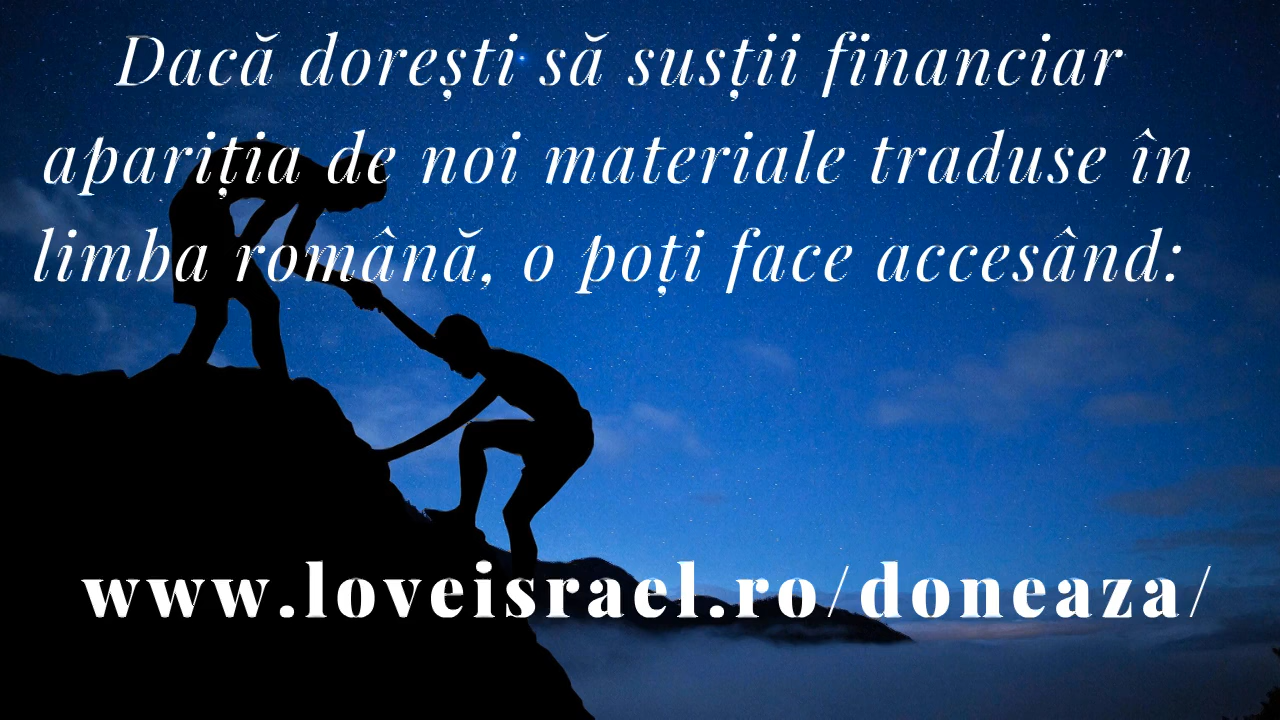 Dacă dorești să susții financiar
apariția de noi materiale traduse în
limba română, o poți face accesând:
www.loveisrael.ro/doneaza/